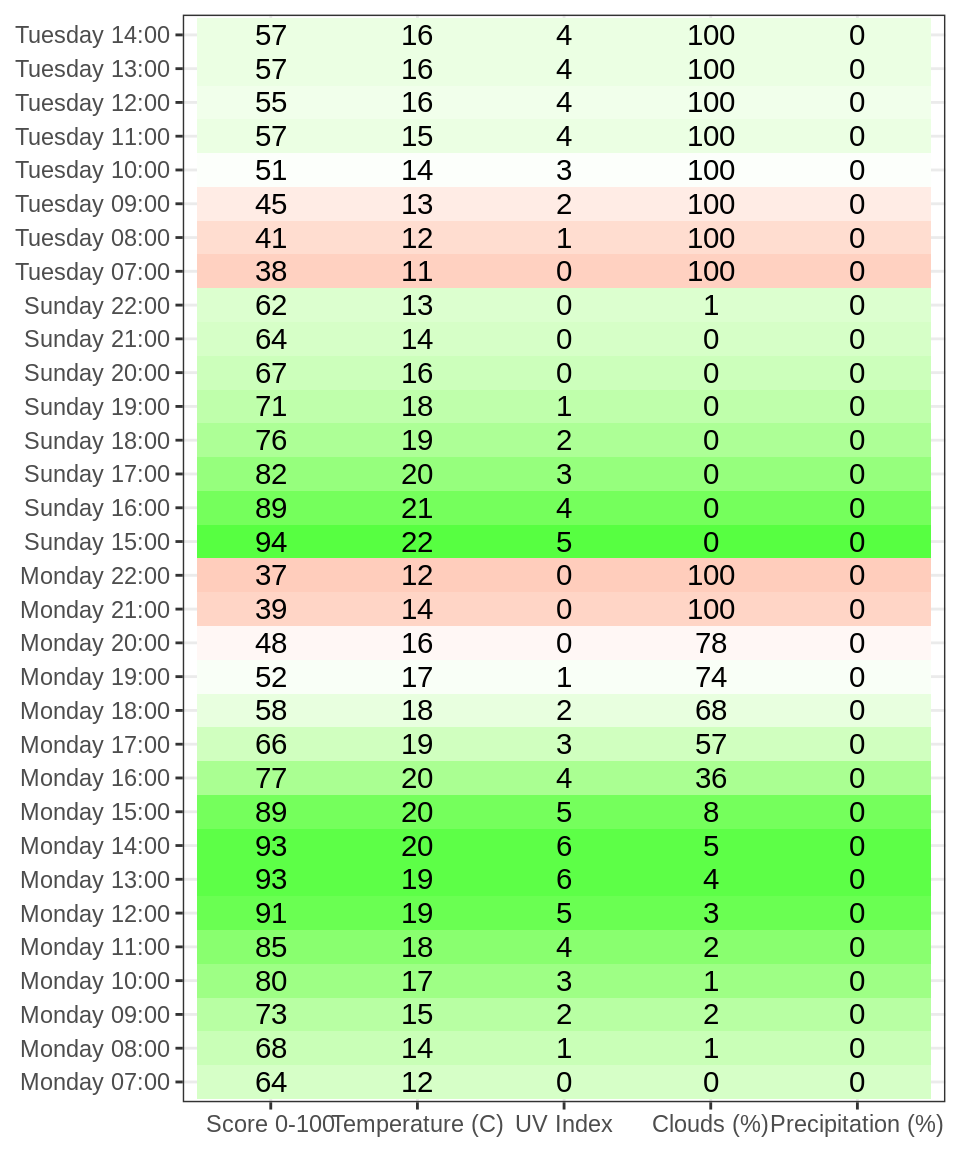 Tuesday 14:00 57 16 4 100 0
Tuesday 13:00 57 16 4 100 0
Tuesday 12:00 55 16 4 100 0
Tuesday 11:00 57 15 4 100 0
Tuesday 10:00 51 14 3 100 0
Tuesday 09:00 45 13 2 100 0
Tuesday 08:00 41 12 1 100 0
Tuesday 07:00 38 11 0 100 0
Sunday 22:00 62 13 0 1 0
Sunday 21:00 64 14 0 0 0
Sunday 20:00 67 16 0 0 0
Sunday 19:00 71 18 1 0 0
Sunday 18:00 76 19 2 0 0
Sunday 17:00 82 20 3 0 0
Sunday 16:00 89 21 4 0 0
Sunday 15:00 94 22 5 0 0
Monday 22:00 37 12 0 100 0
Monday 21:00 39 14 0 100 0
Monday 20:00 48 16 0 78 0
Monday 19:00 52 17 1 74 0
Monday 18:00 58 18 2 68 0
Monday 17:00 66 19 3 57 0
Monday 16:00 77 20 4 36 0
Monday 15:00 89 20 5 8 0
Monday 14:00 93 20 6 5 0
Monday 13:00 93 19 6 4 0
Monday 12:00 91 19 5 3 0
Monday 11:00 85 18 4 2 0
Monday 10:00 80 17 3 1 0
Monday 09:00 73 15 2 2 0
Monday 08:00 68 14 1 1 0
Monday 07:00 64 12 0 0 0
Score 0-100 Temperature (C) UV Index Clouds (%) Precipitation (%)